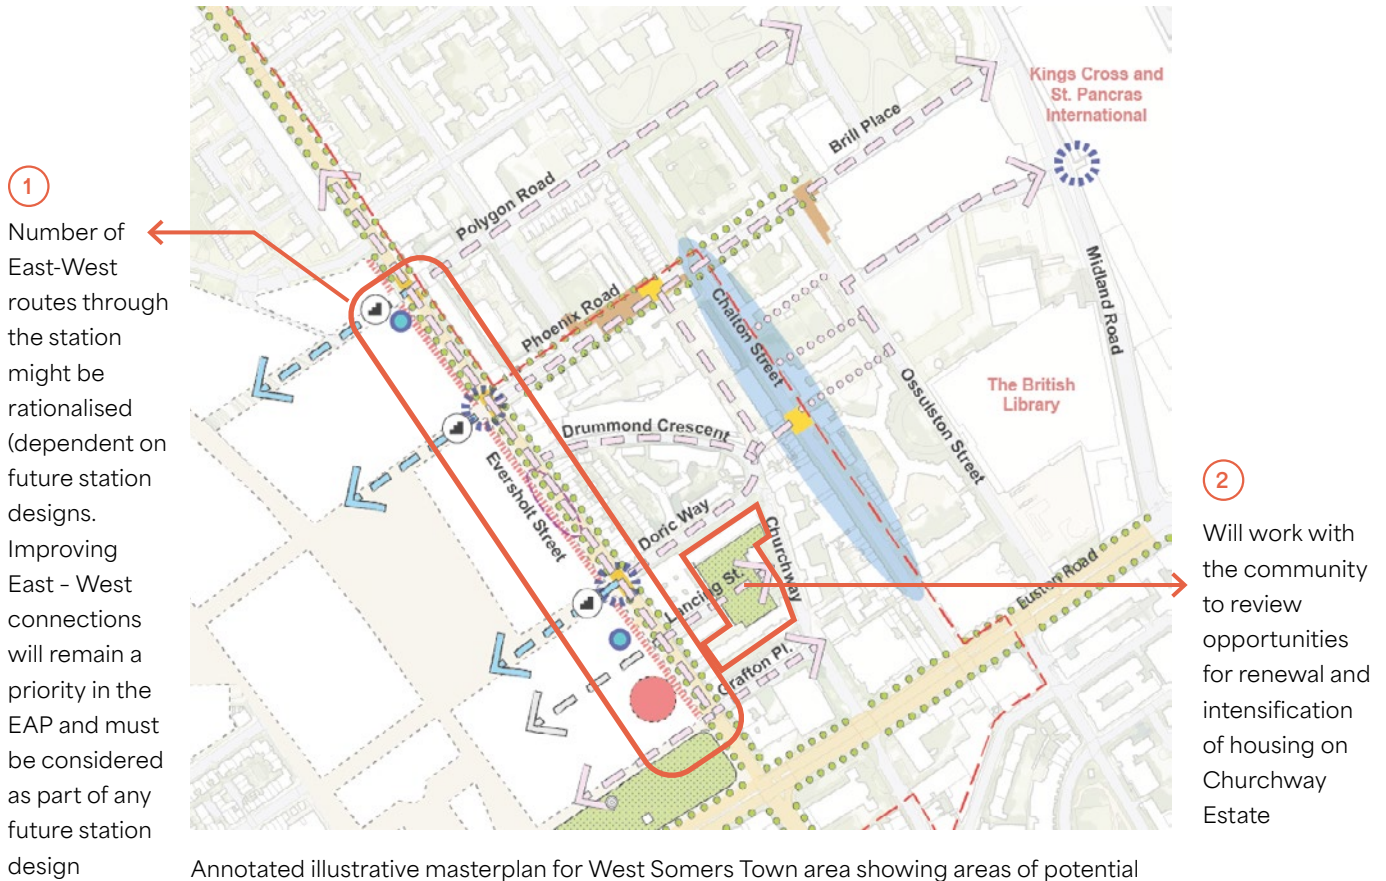 1
Number of
East-West
routes through
the station
might be
rationalised
(dependent on
future station
designs.
Improving
East – West
connections
will remain a
priority in the
EAP and must
be considered
as part of any
future station
design
Kings Cross and
St. Pancras
International
Brill Place
Polygon Road
Phoenix Road
Chalton Street
Midland Road
The British
Library
Ossulston Street
Drummond Crescent
Eversholt Street
Doric Way
Churchway
Lancing St.
Grafton Pl.
Euston Road
2
Will work with
the community
to review
opportunities
for renewal and
intensification
of housing on
Churchway
Estate
Annotated illustrative masterplan for West Somers Town area showing areas of potential